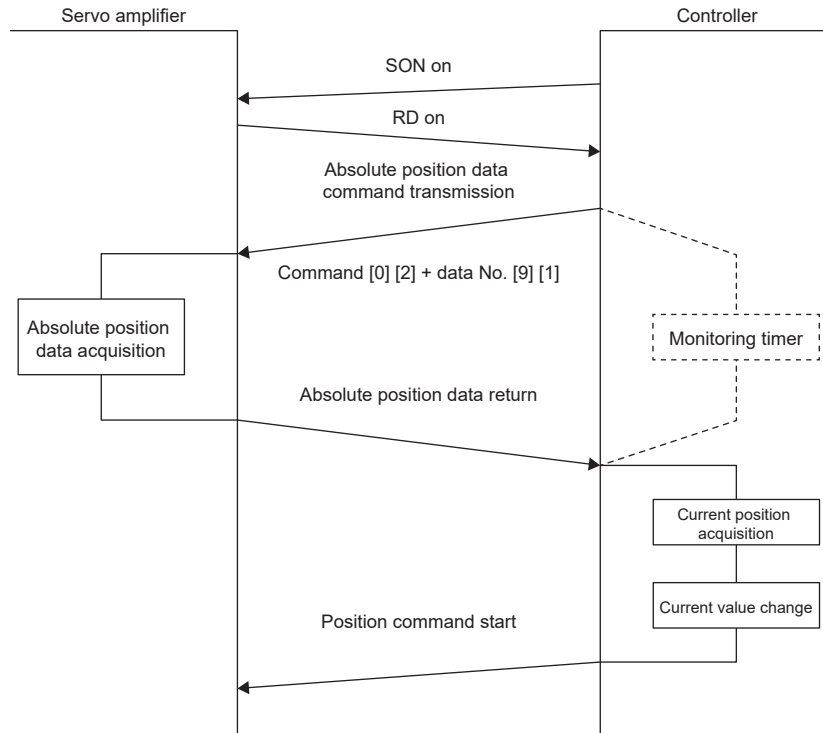 Servo amplifier
Controller
SON on
RD on
Absolute position data
command transmission
Command [0] [2] + data No. [9] [1]
Absolute position
data acquisition
Monitoring timer
Absolute position data return
Current position
acquisition
Current value change
Position command start